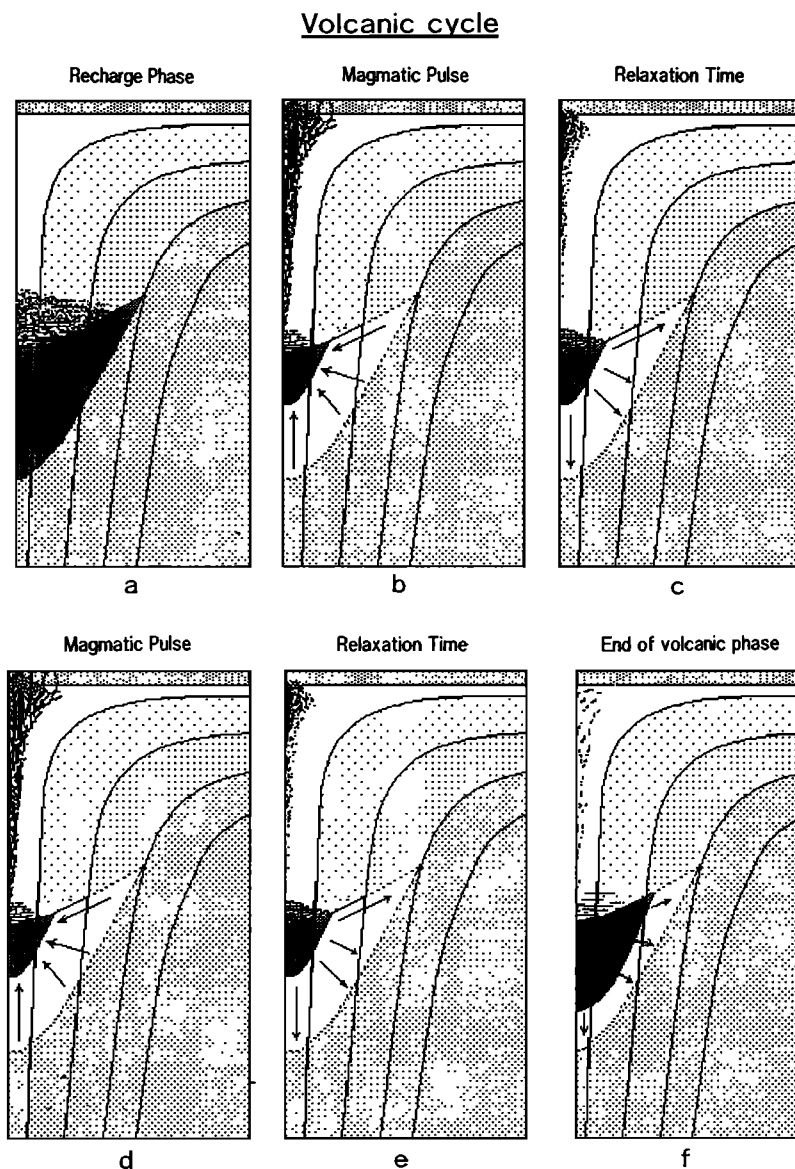 Volcanic cycle
Recharge Phase
Magmatic Pulse
Relaxation Time
a
b
c
Magmatic Pulse
Relaxation Time
End of volcanic phase
d
e
f